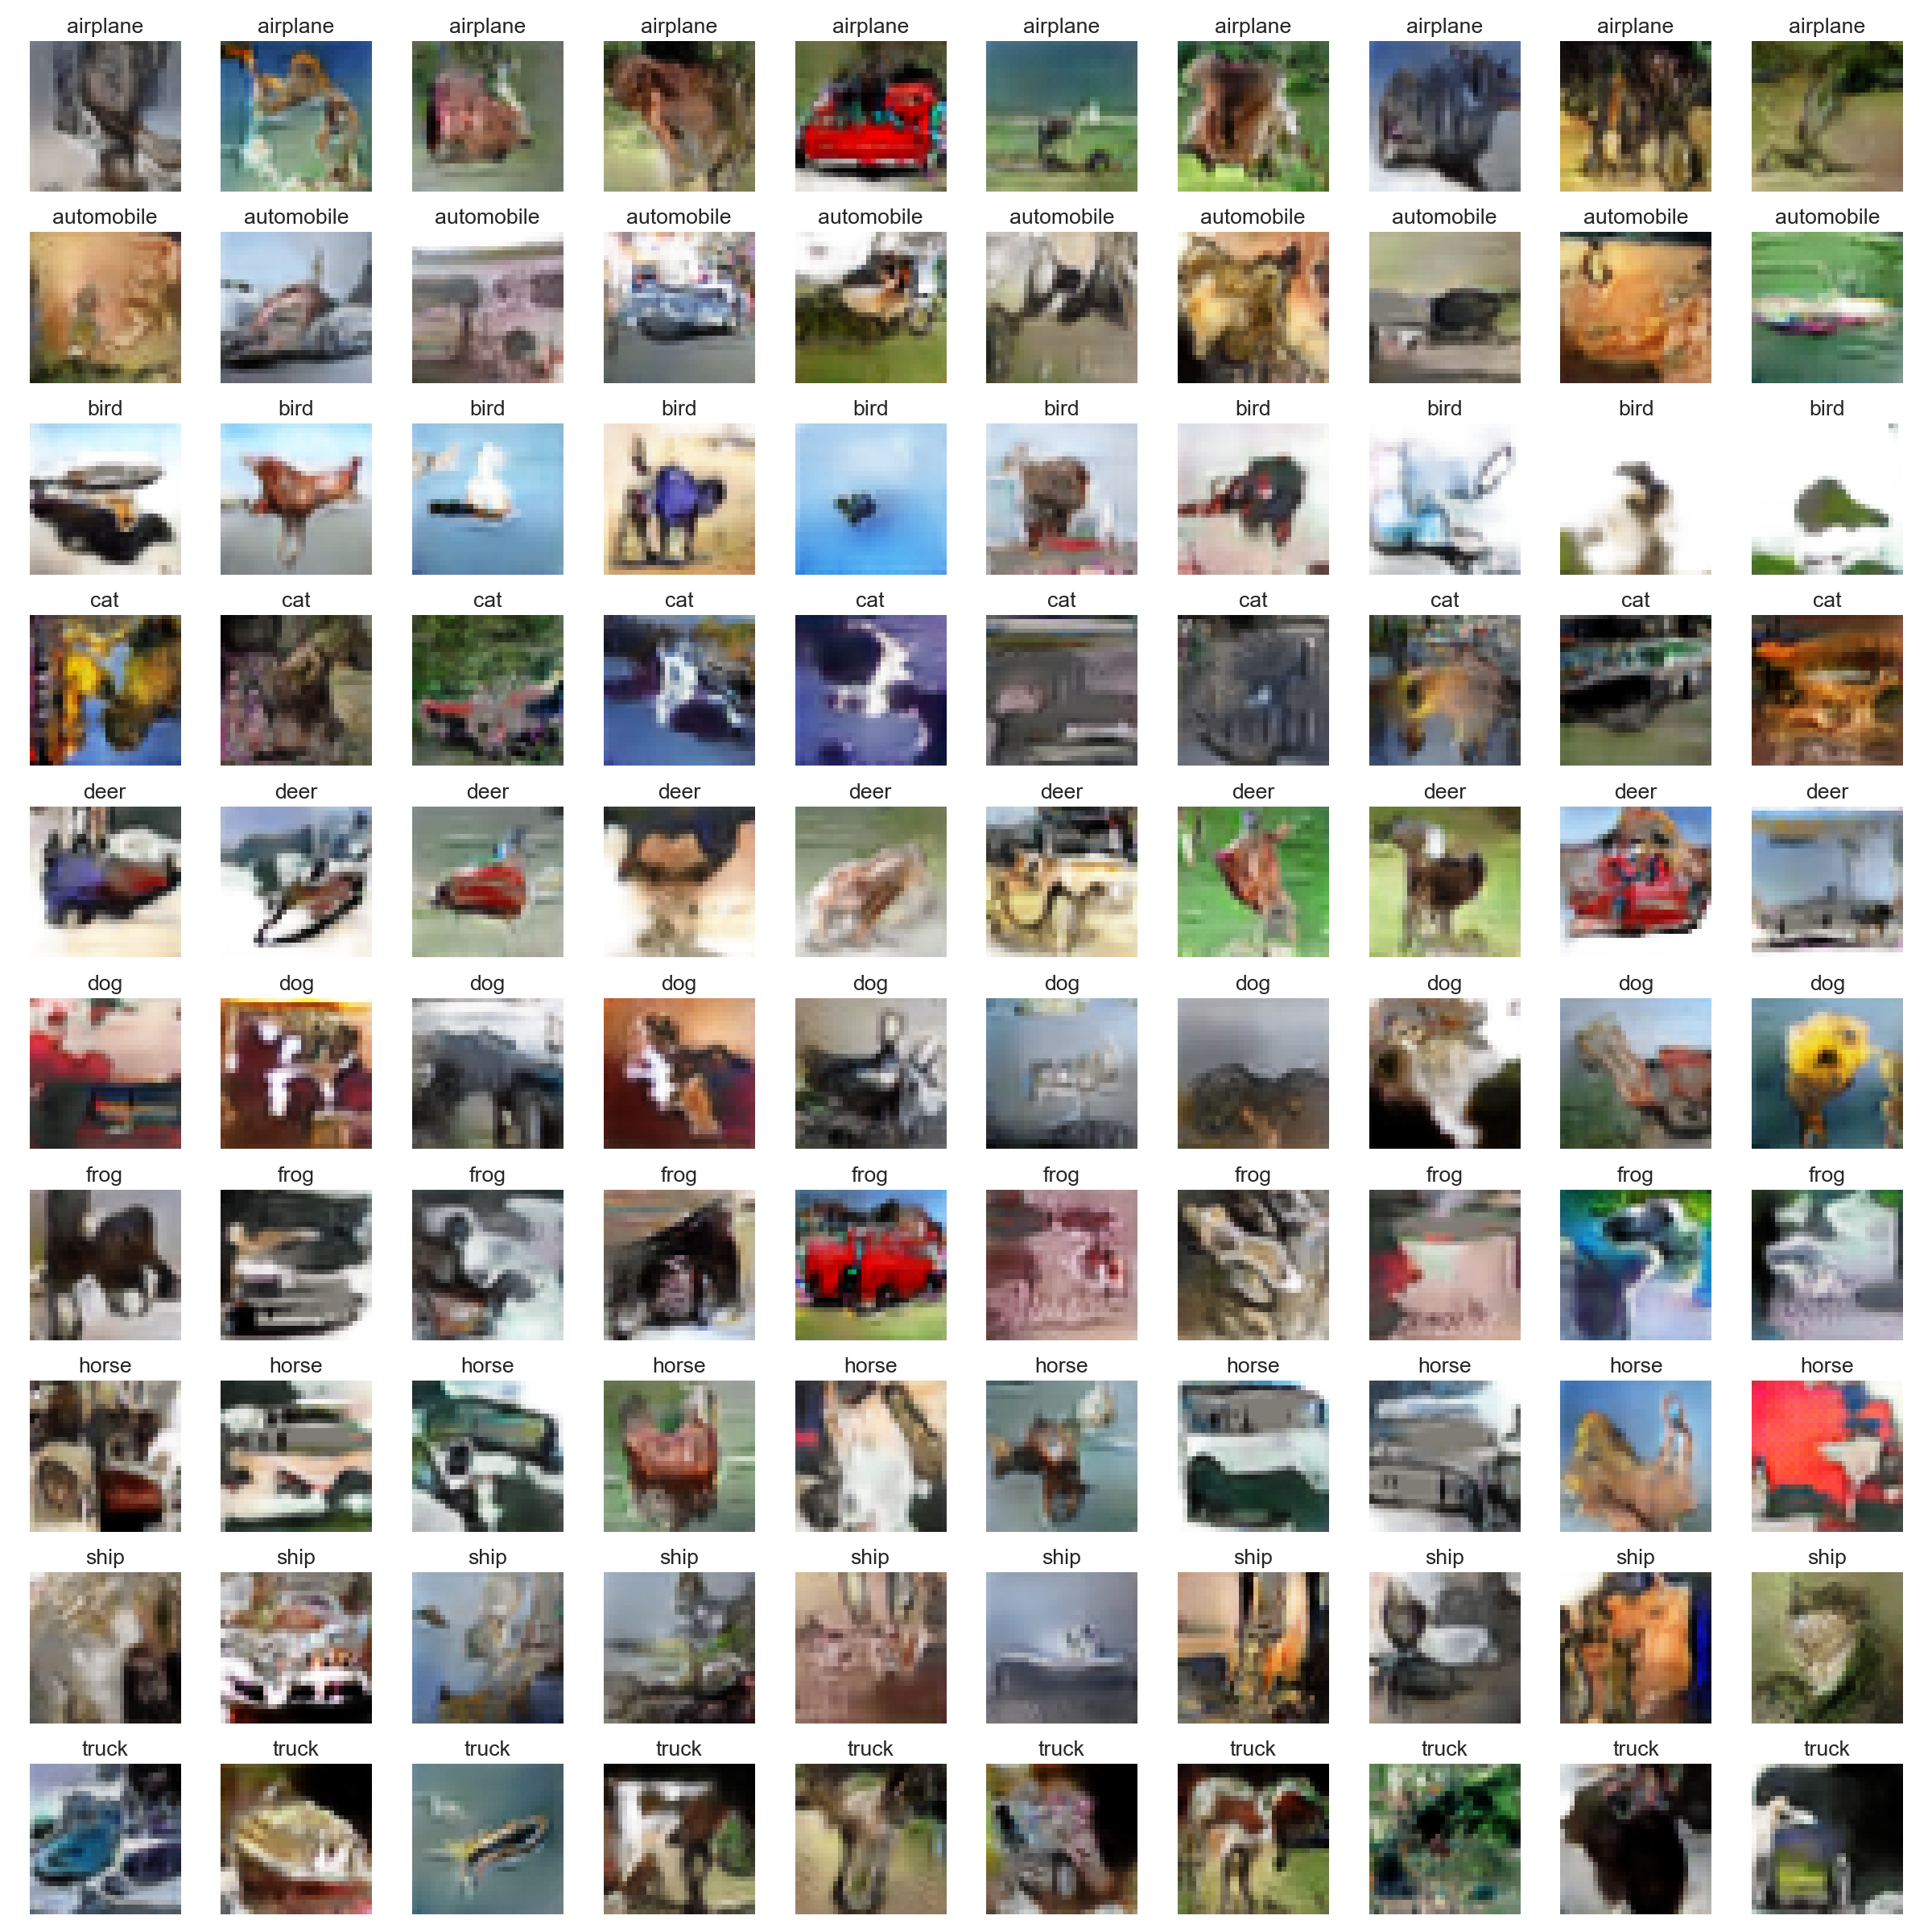 airplane airplane airplane airplane airplane airplane airplane airplane airplane airplane
automobile automobile automobile automobile automobile automobile automobile automobile automobile automobile
bird bird bird bird bird bird bird bird bird bird
cat cat cat cat cat cat cat cat cat cat
deer deer deer deer deer deer deer deer deer deer
dog dog dog dog dog dog dog dog dog dog
frog frog frog frog frog frog frog frog frog frog
horse horse horse horse horse horse horse horse horse horse
ship ship ship ship ship ship ship ship ship ship
truck truck truck truck truck truck truck truck truck truck